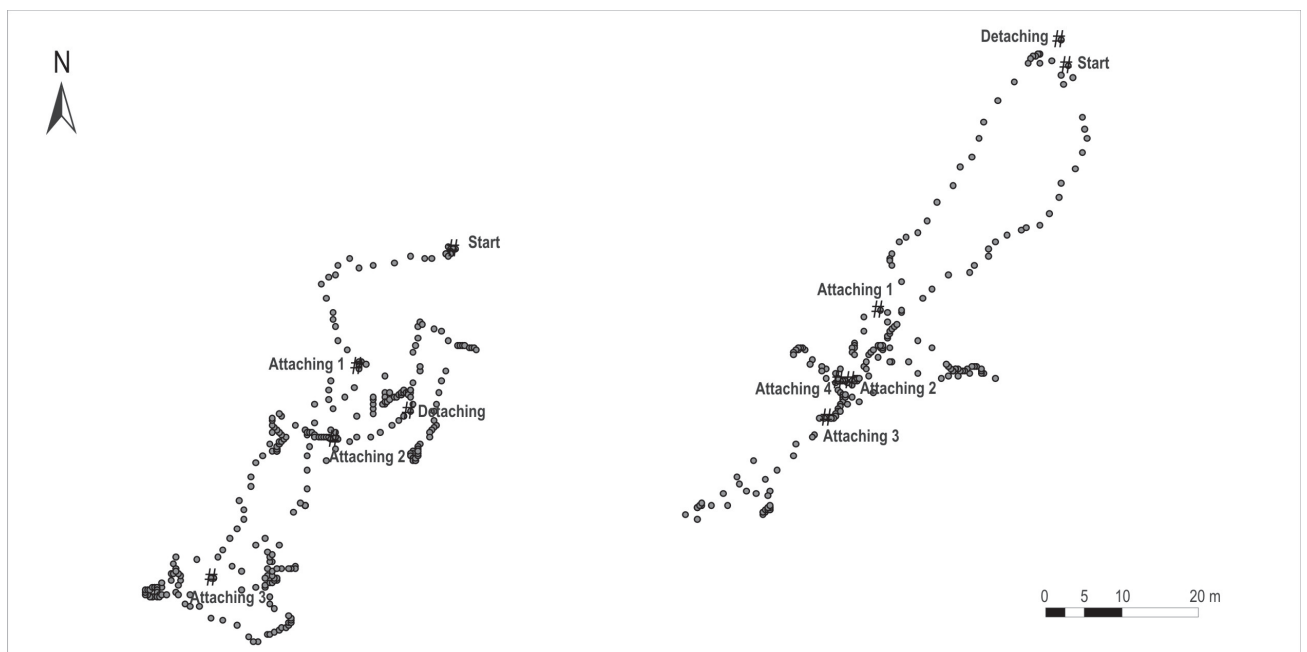 N
Start
Attaching 1
Detaching
Attaching 2
Attaching 3
Detaching
Start
Attaching 1
Attaching 4
Attaching 2
Attaching 3
0 5 10 20 m